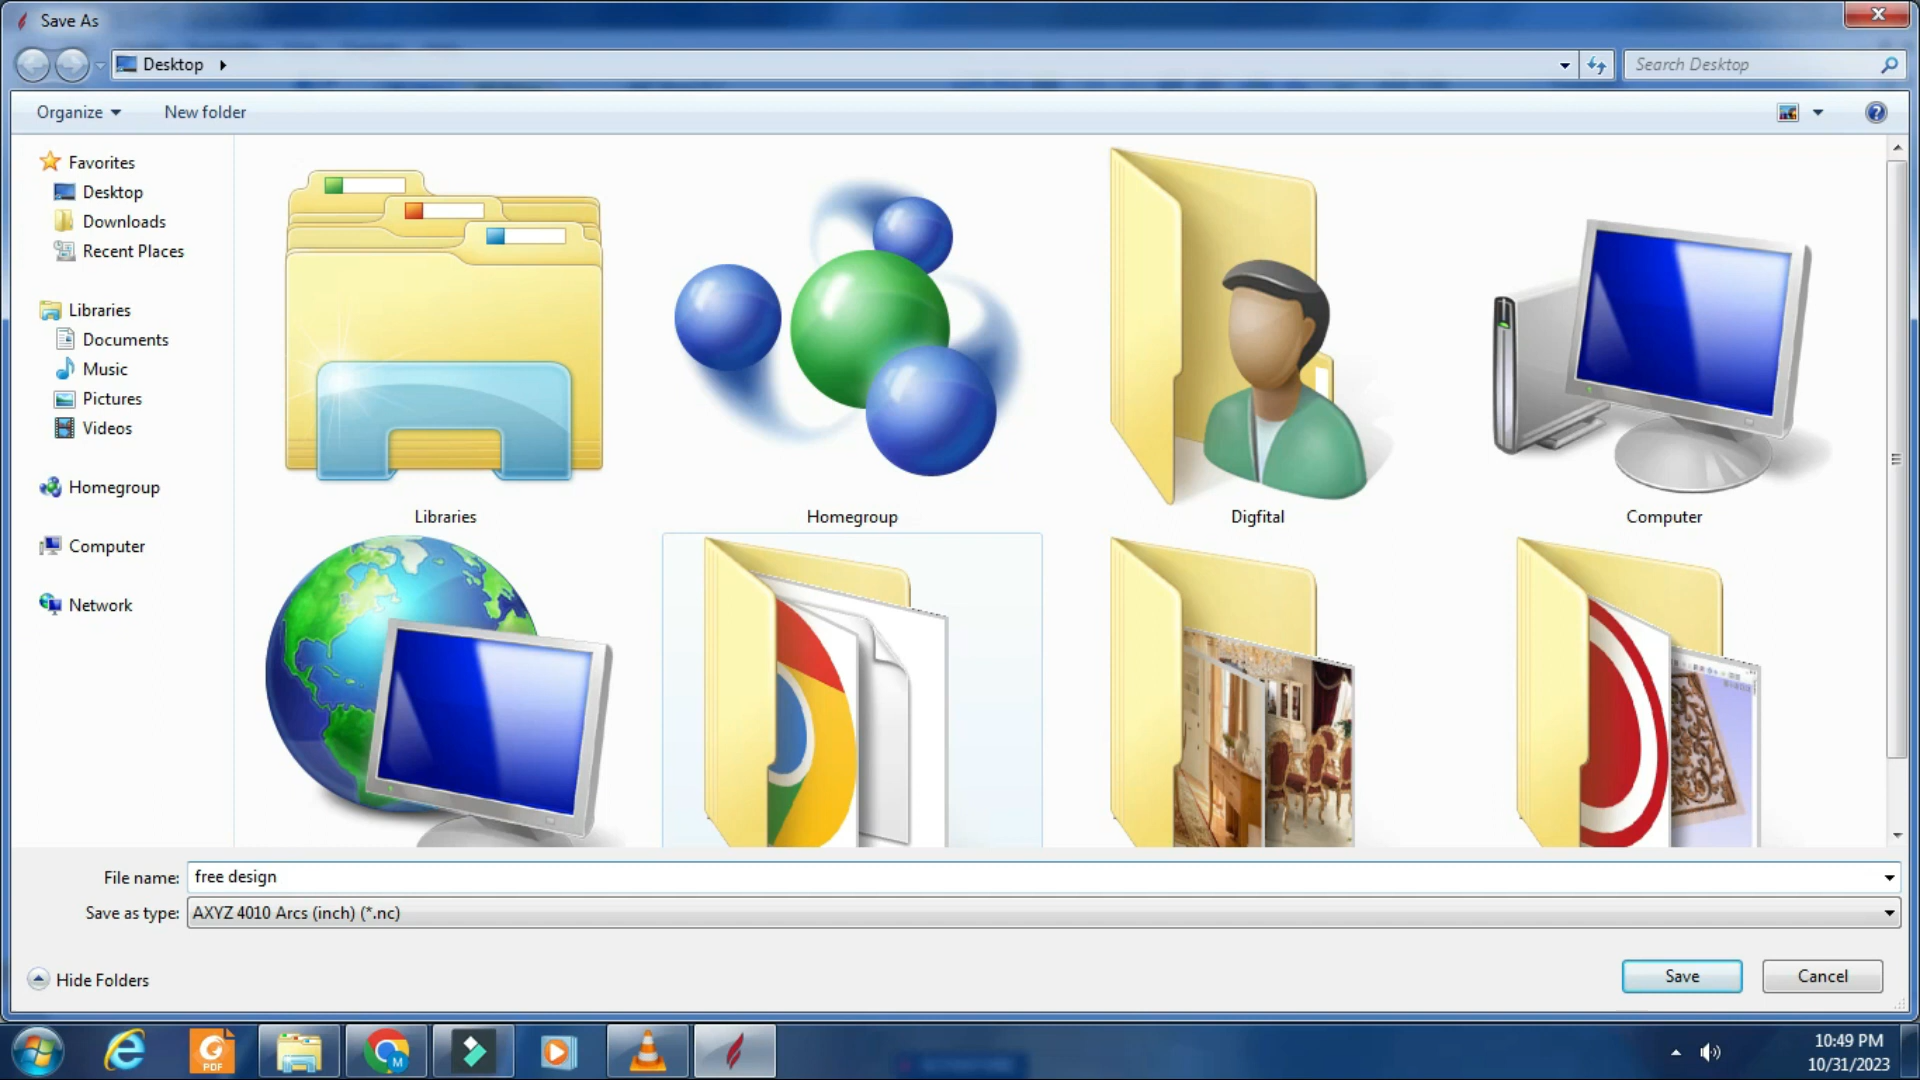 Save As
Desktop
Search Desktop
Organize
New folder
Favorites
Desktop
Downloads
Recent Places
Libraries
Documents
Music
Pictures
Videos
Homegroup
Computer
Network
Libraries
Homegroup
Digfital
Computer
File name: free design
Save as type: AXYZ 4010 Arcs (inch) (*.nc)
Hide Folders
Save
Cancel
PDF
M
10:49 PM
10/31/2023